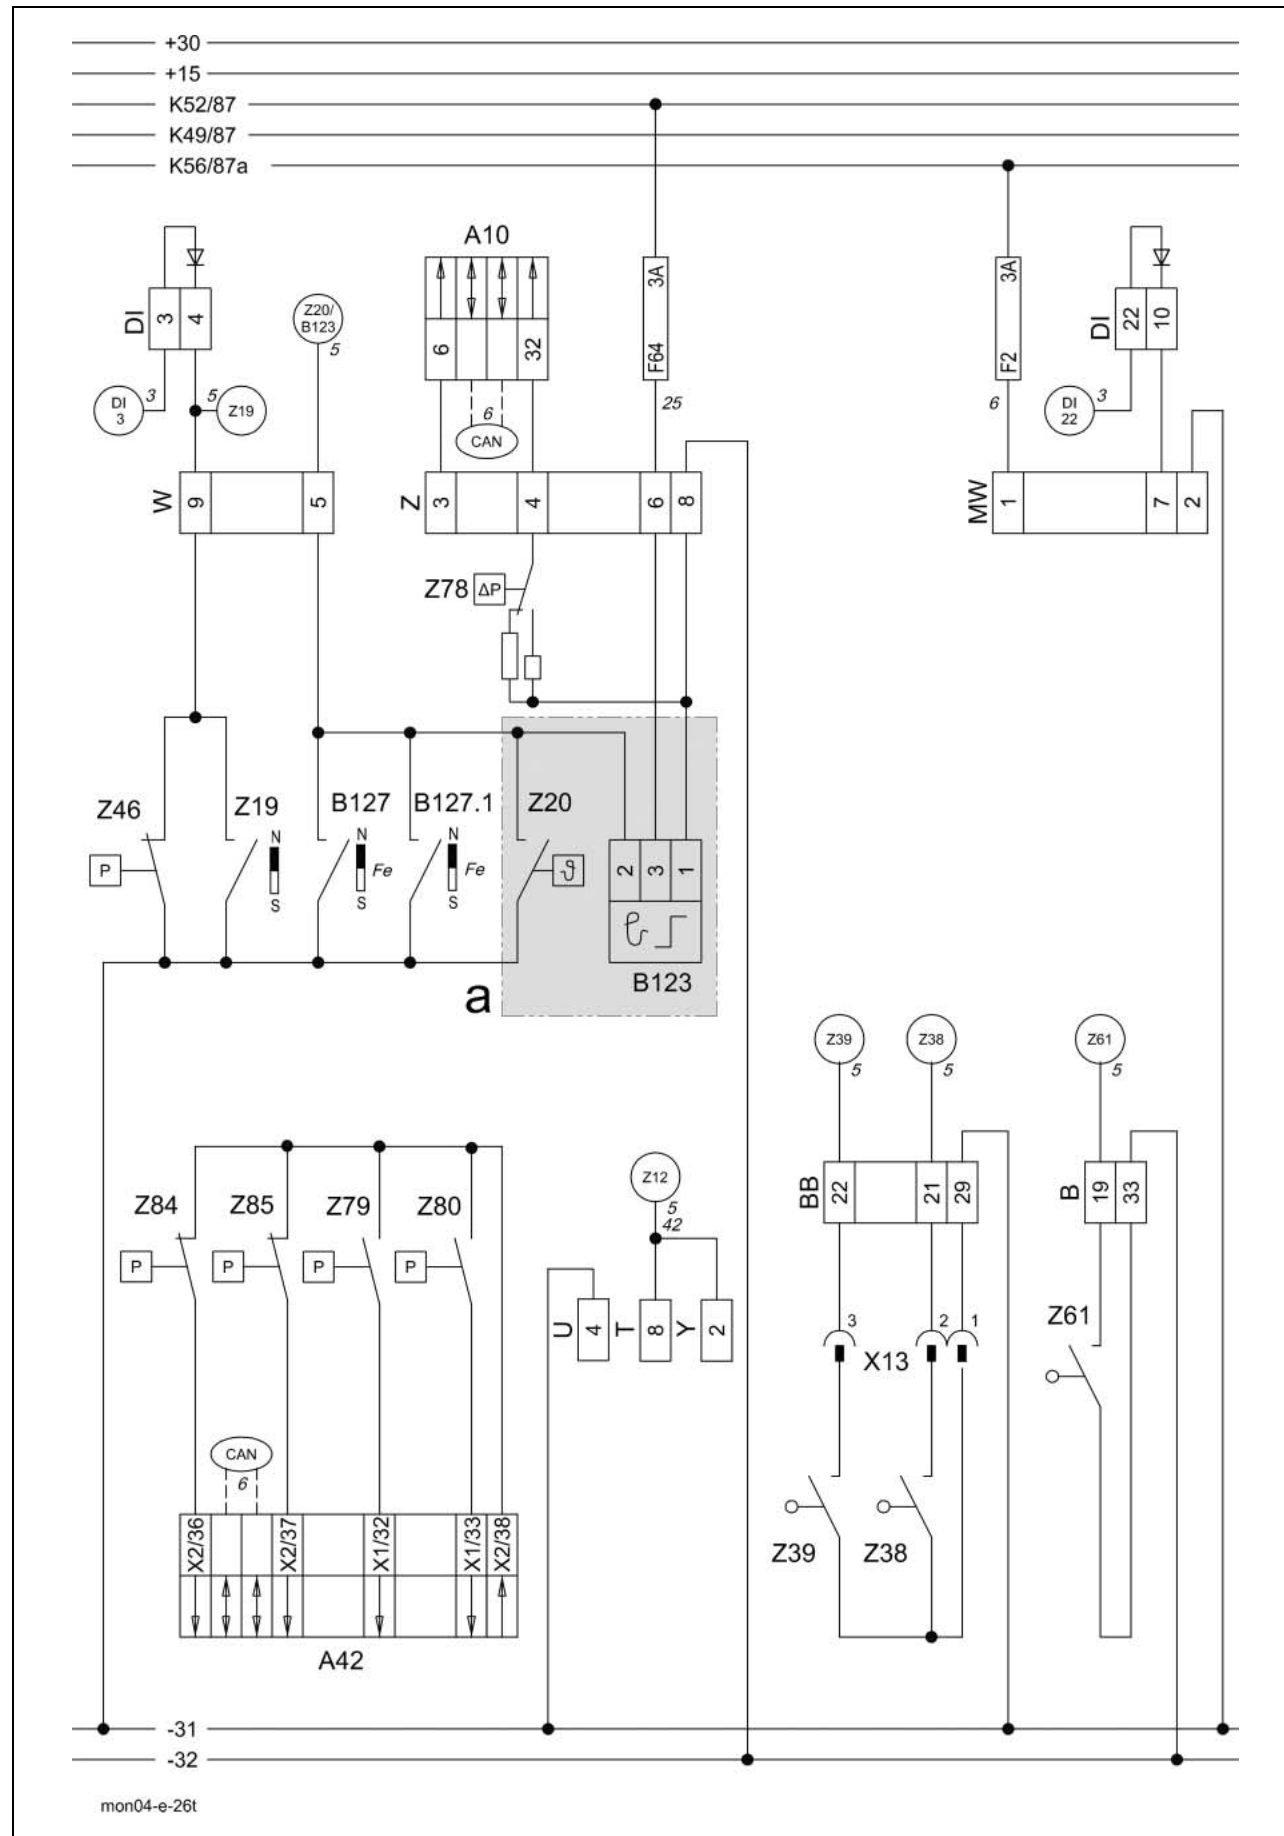 +30
+15
K52/87
K49/87
K56/87a
A10
DI
3
4
Z20/
B123
5
6
32
3A
F64
3A
F2
DI
22
10
DI
3
3
5
Z19
6
CAN
25
6
DI
22
3
W
9
5
Z
3
4
6
8
MW
1
7
2
Z78
ΔP
Z46
Z19
B127
B127.1
Z20
P
N
S
N
S
Fe
N
S
Fe
ϑ
2
3
1
B123
a
Z39
5
Z38
5
Z61
5
Z84
Z85
Z79
Z80
P
P
P
P
Z12
5
42
BB
22
21
29
B
19
33
U
4
T
8
Y
2
3
2
1
X13
Z61
CAN
6
X2/36
X2/37
X1/32
X1/33
X2/38
A42
Z39
Z38
-31
-32
mon04-e-26t